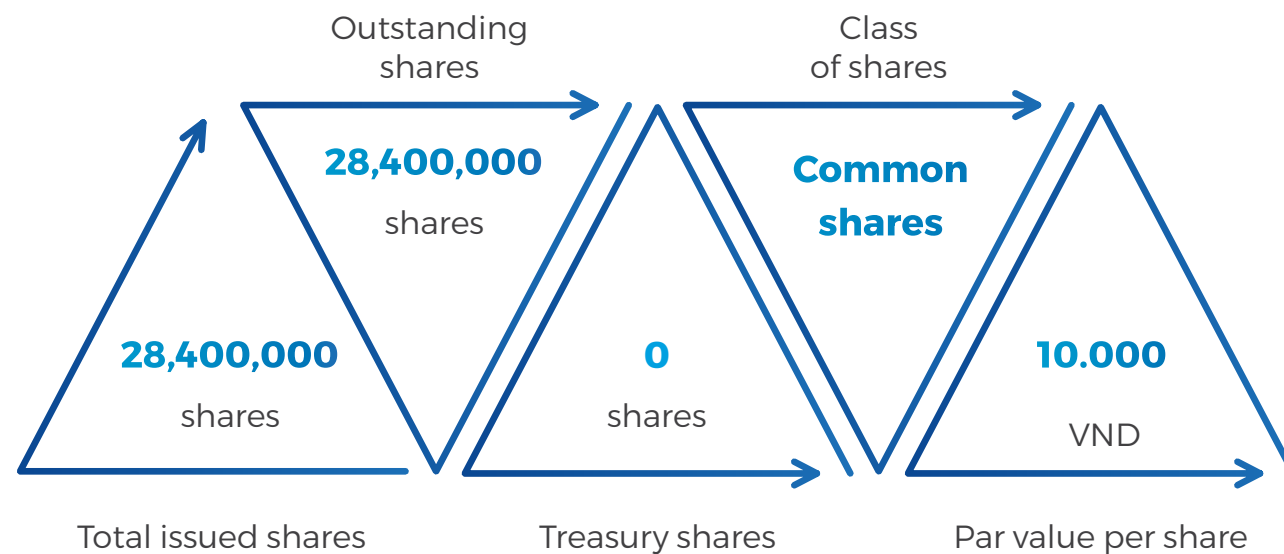 Outstanding
shares
Class
of shares
28,400,000
shares
Common
shares
28,400,000
shares
0
shares
10.000
VND
Total issued shares
Treasury shares
Par value per share